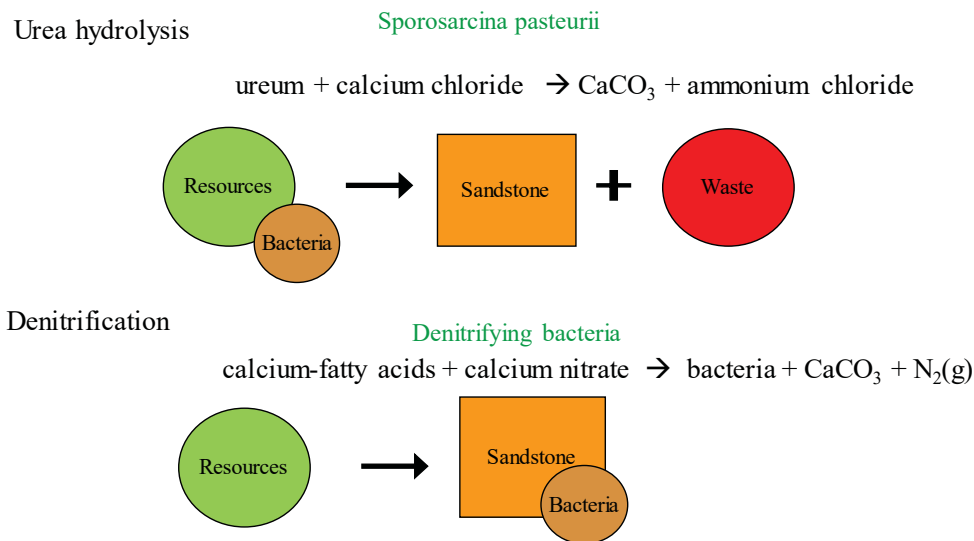 Urea hydrolysis
Sporosarcina pasteurii
ureum + calcium chloride → CaCO₃ + ammonium chloride
Resources
Bacteria
Sandstone
+
Waste
Denitrification
Denitrifying bacteria
calcium-fatty acids + calcium nitrate → bacteria + CaCO₃ + N₂(g)
Resources
Sandstone
Bacteria